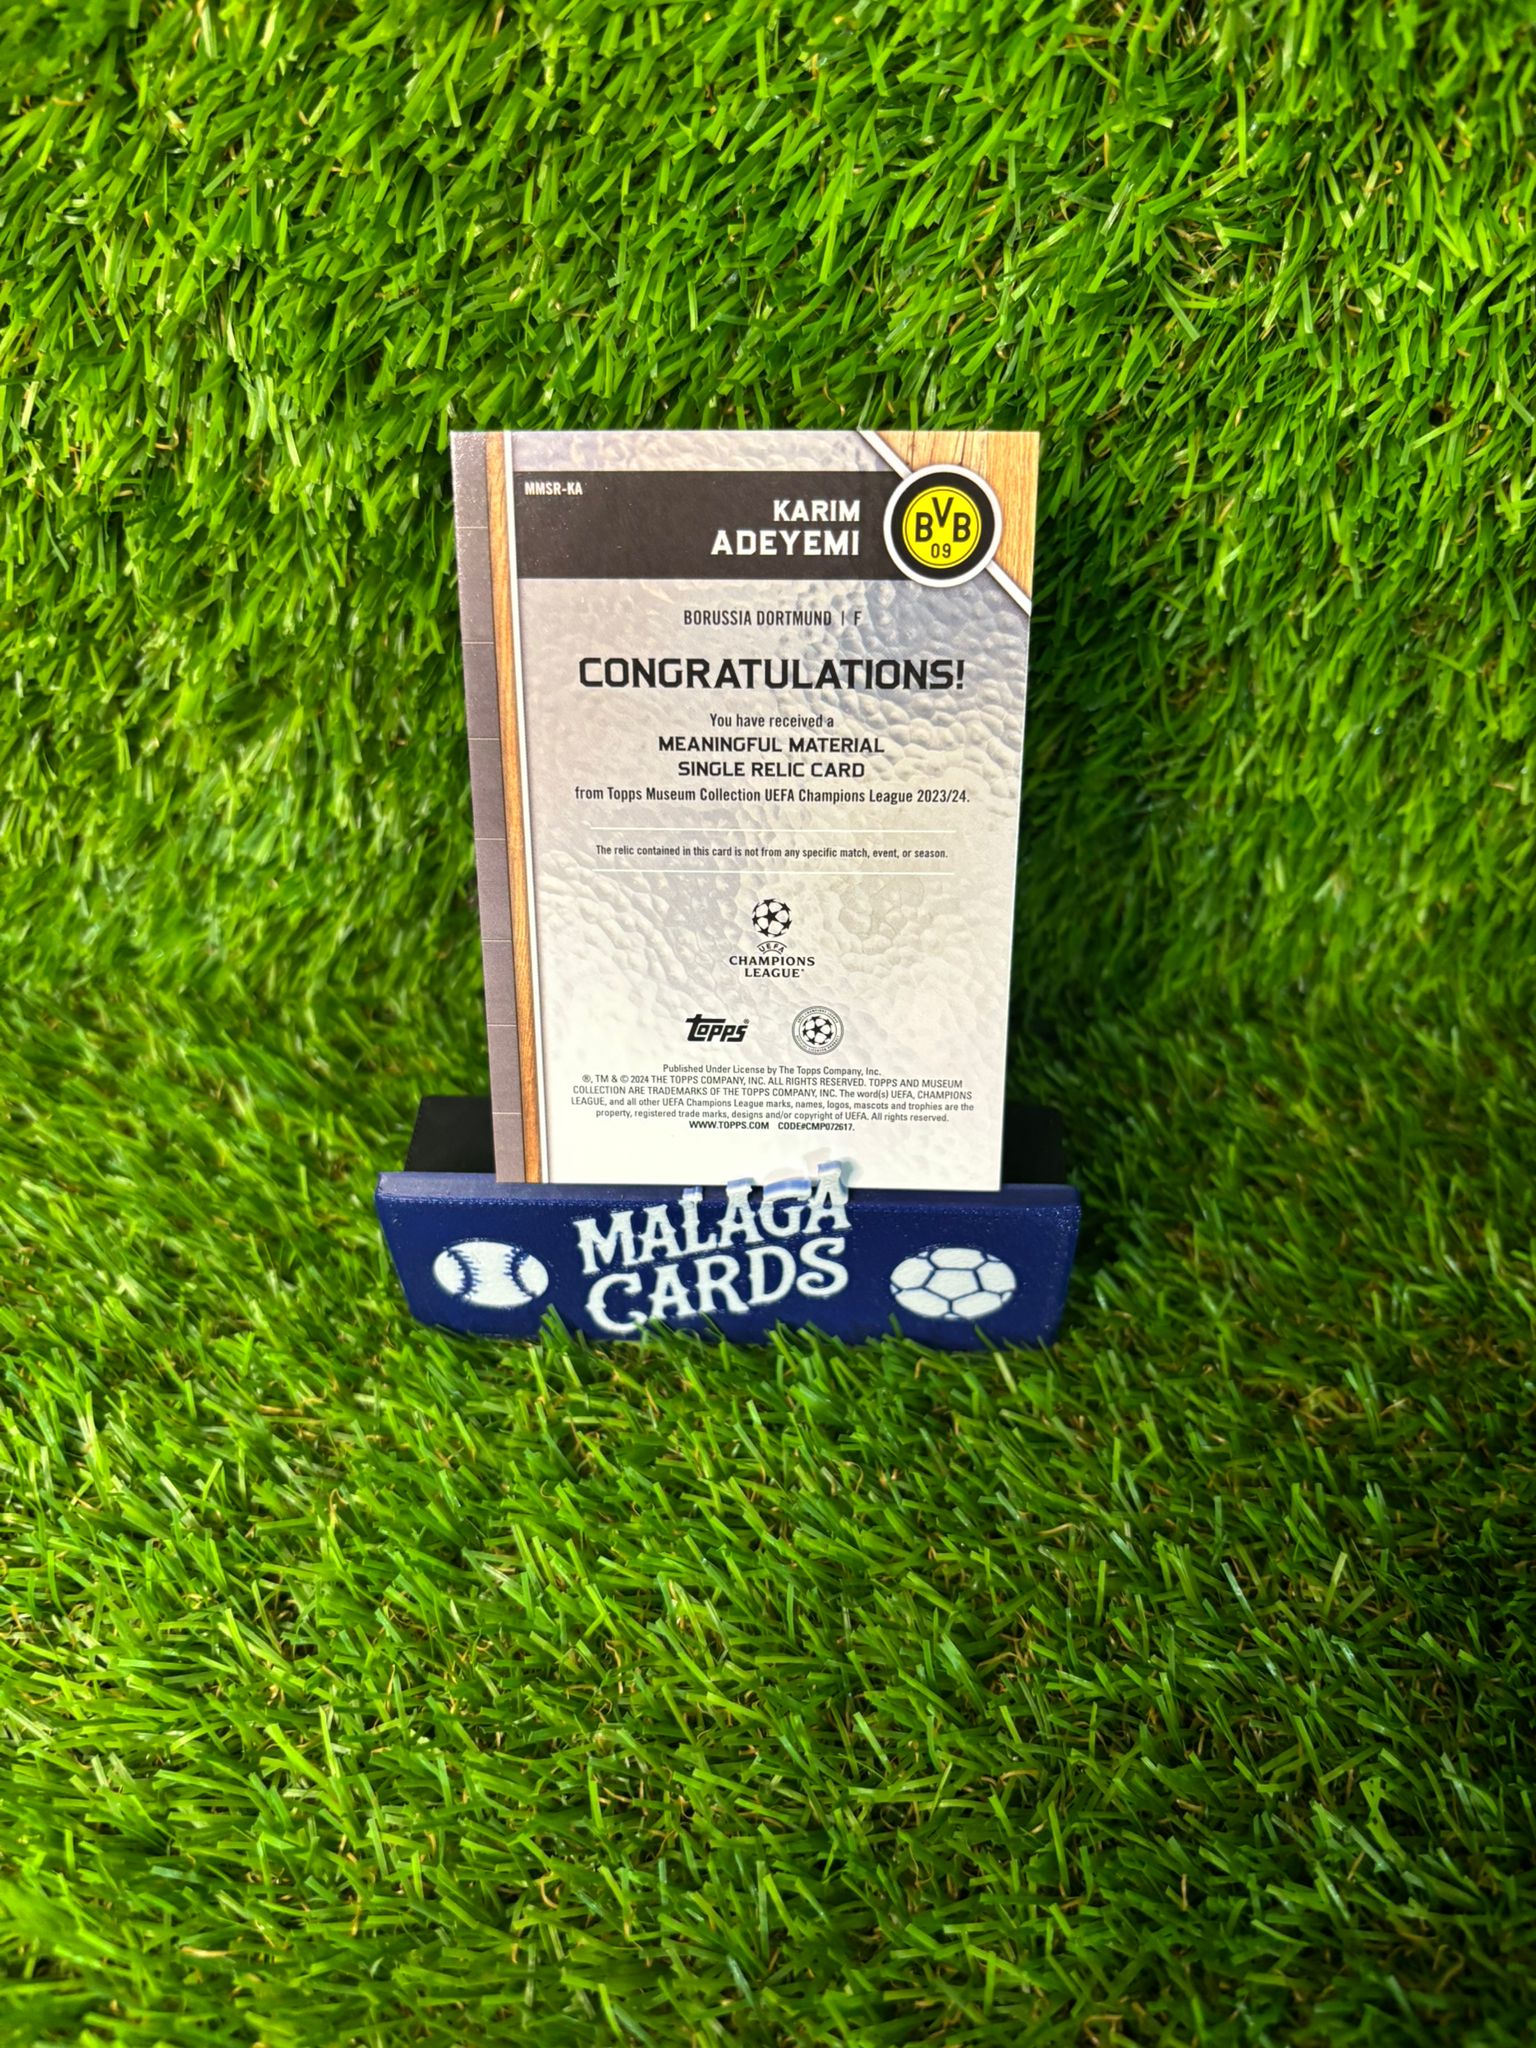 MMSR-KA
KARIM
ADEYEMI
BVB
09
BORUSSIA DORTMUND | F
CONGRATULATIONS!
You have received a
MEANINGFUL MATERIAL
SINGLE RELIC CARD
from Topps Museum Collection UEFA Champions League 2023/24.
The relic contained in this card is not from any specific match, event, or season.
UEFA
CHAMPIONS
LEAGUE®
topps®
Published Under License by The Topps Company, Inc.
®, TM & © 2024 THE TOPPS COMPANY, INC. ALL RIGHTS RESERVED. TOPPS AND MUSEUM
COLLECTION ARE TRADEMARKS OF THE TOPPS COMPANY, INC. The word(s) UEFA, CHAMPIONS
LEAGUE, and all other UEFA Champions League marks, names, logos, mascots and trophies are the
property, registered trade marks, designs and/or copyright of UEFA. All rights reserved.
WWW.TOPPS.COM CODE#CMP072617.
MALAGA
CARDS